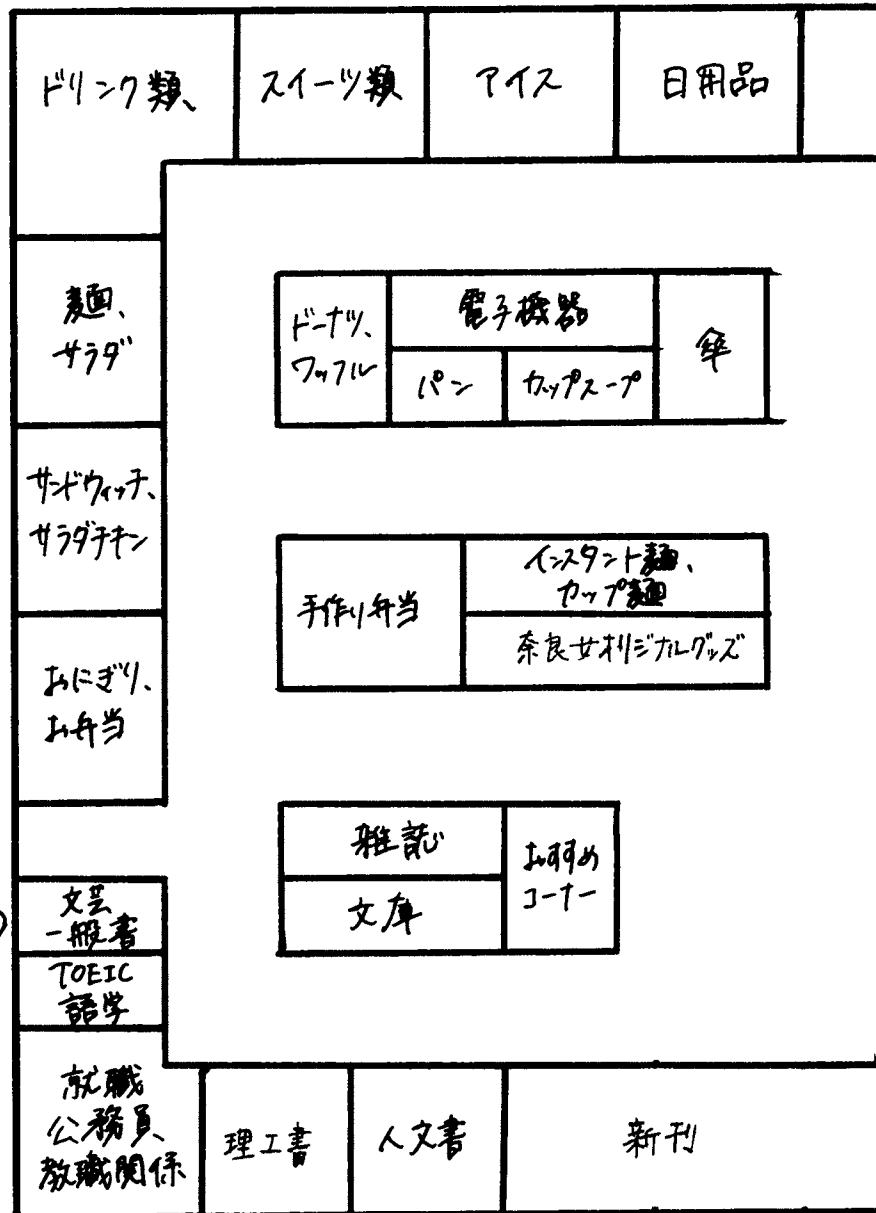 ドリンク類、
スイーツ類
アイス
日用品
麺、
サラダ
ドーナツ、
ワッフル
電子機器
パン
カップスープ
傘
サンドウィッチ、
サラダチキン
手作り弁当
インスタント麺、
カップ麺
奈良女オリジナルグッズ
おにぎり、
お弁当
雑誌
文庫
おすすめ
コーナー
文芸
一般書
TOEIC
語学
就職
公務員、
教職関係
理工書
人文書
新刊